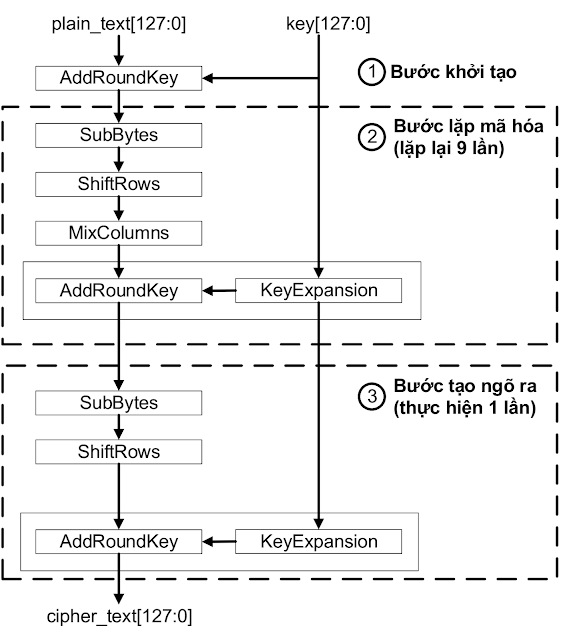 plain_text[127:0]
key[127:0]
AddRoundKey
1 Bước khởi tạo
SubBytes
2 Bước lặp mã hóa
(lặp lại 9 lần)
ShiftRows
MixColumns
AddRoundKey
KeyExpansion
SubBytes
3 Bước tạo ngõ ra
(thực hiện 1 lần)
ShiftRows
AddRoundKey
KeyExpansion
cipher_text[127:0]